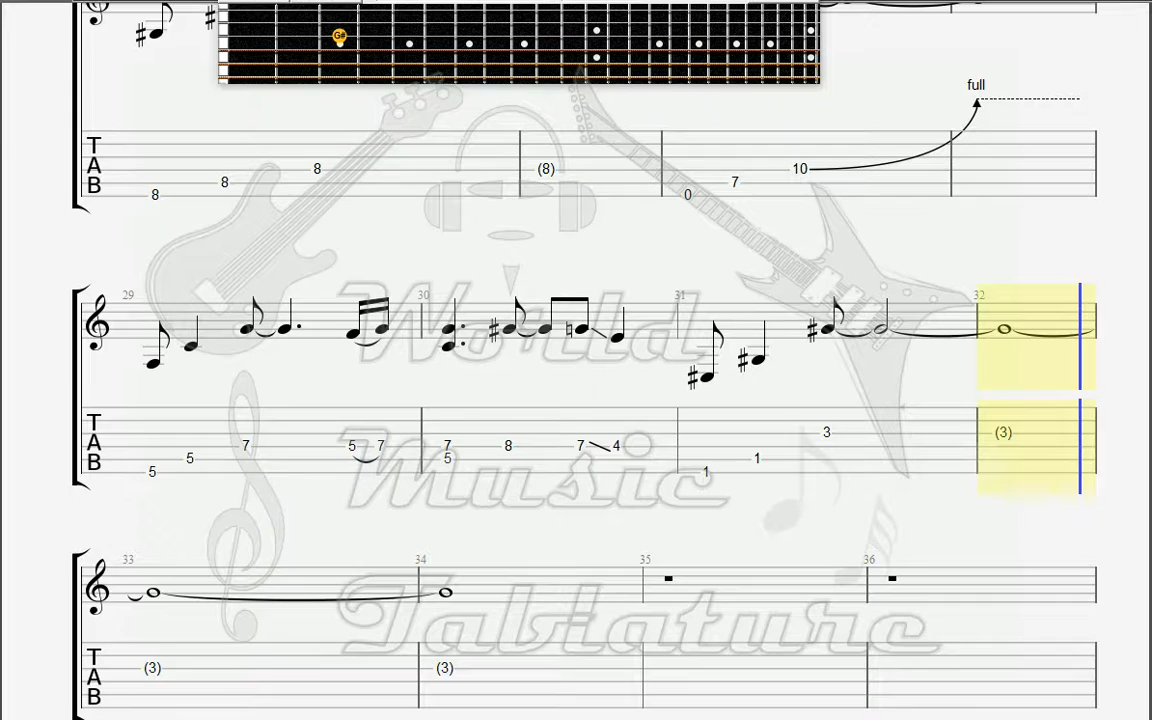 G#
full
T
A
B
8 8 8 (8) 0 7 10
29 30 31 32
T
A
B
5 5 7 5 7 7 5 8 7 4 1 1 3 (3)
World
Music
33 34 35 36
Tablature
T
A
B
(3) (3)